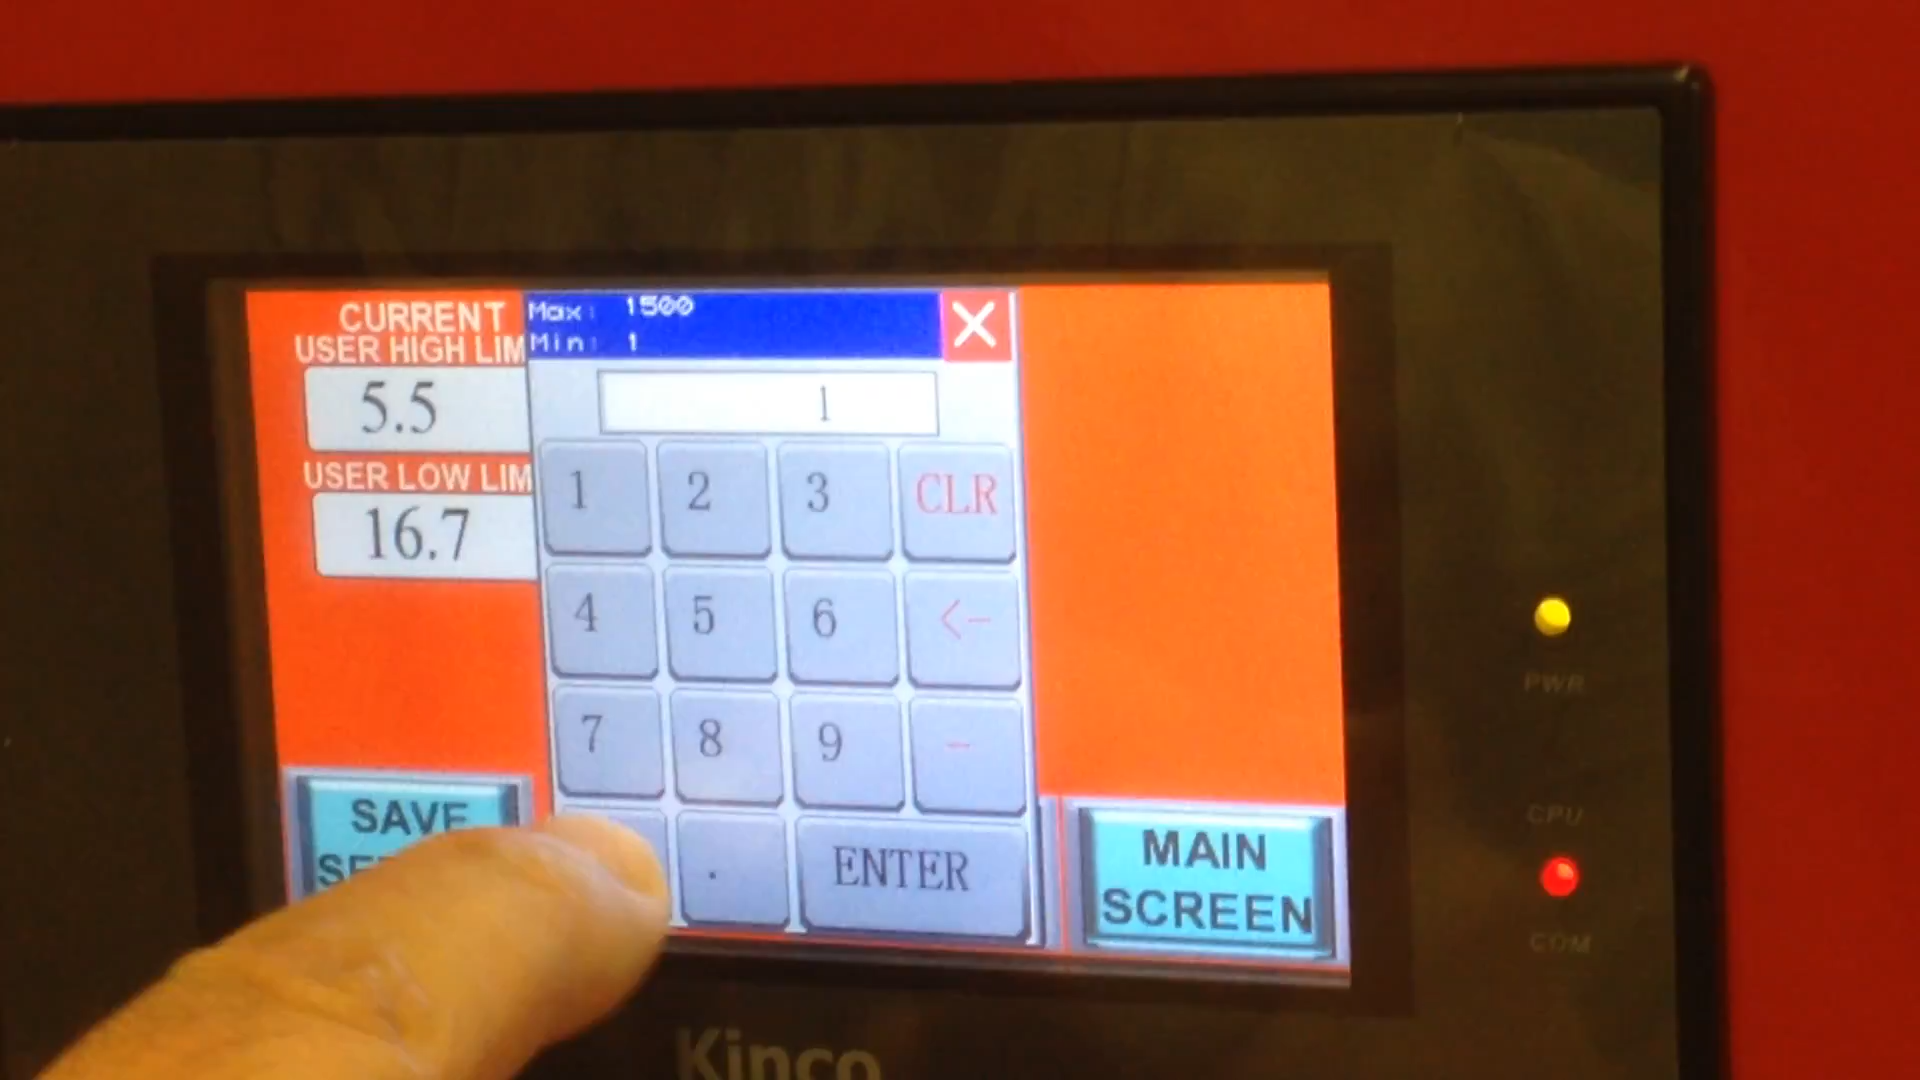 CURRENT
USER HIGH LIM
5.5
USER LOW LIM
16.7
Max: 1500
Min: 1
1
1 2 3 CLR
4 5 6 <-
7 8 9 -
. ENTER
SAVE
MAIN
SCREEN
PWR
CPU
COM
Kinco